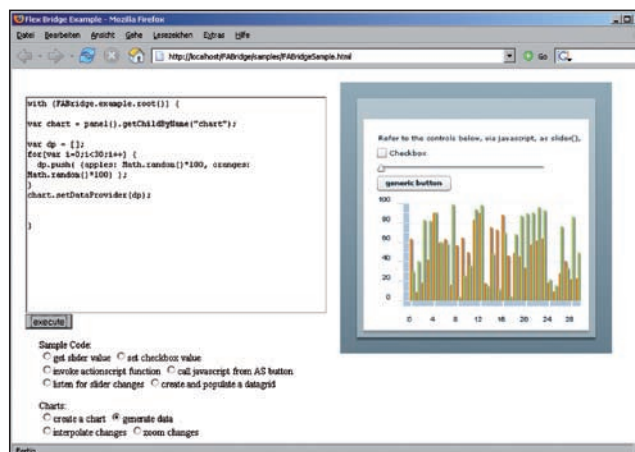 Flex Bridge Example - Mozilla Firefox
Datei Bearbeiten Ansicht Gehe Lesezeichen Extras Hilfe
http://localhost/FABridge/samples/FABridgeSample.html
Go
with (FABridge.example.root()) {
var chart = panel().getChildByName("chart");
var dp = [];
for(var i=0;i<30;i++) {
dp.push( {apples: Math.random()*100, oranges:
Math.random()*100} );
}
chart.setDataProvider(dp);
}
execute
Sample Code:
get slider value set checkbox value
invoke actionscript function call javascript from AS button
listen for slider changes create and populate a datagrid
Charts:
create a chart generate data
interpolate changes zoom changes
Refer to the controls below, via javascript, as slider(),
Checkbox
generic button
100
80
60
40
20
0
0 4 8 12 16 20 24 28
Fertig